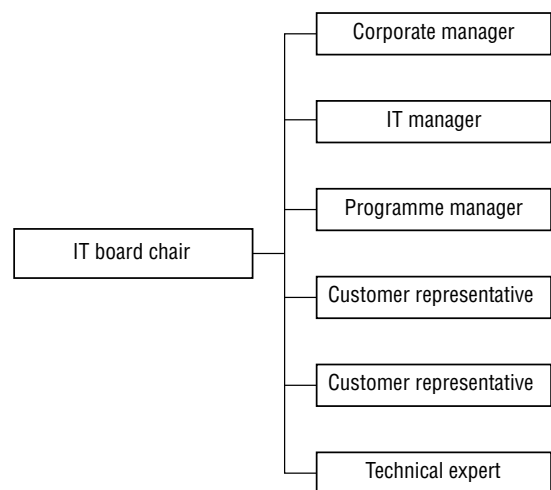 Corporate manager
IT manager
Programme manager
IT board chair
Customer representative
Customer representative
Technical expert